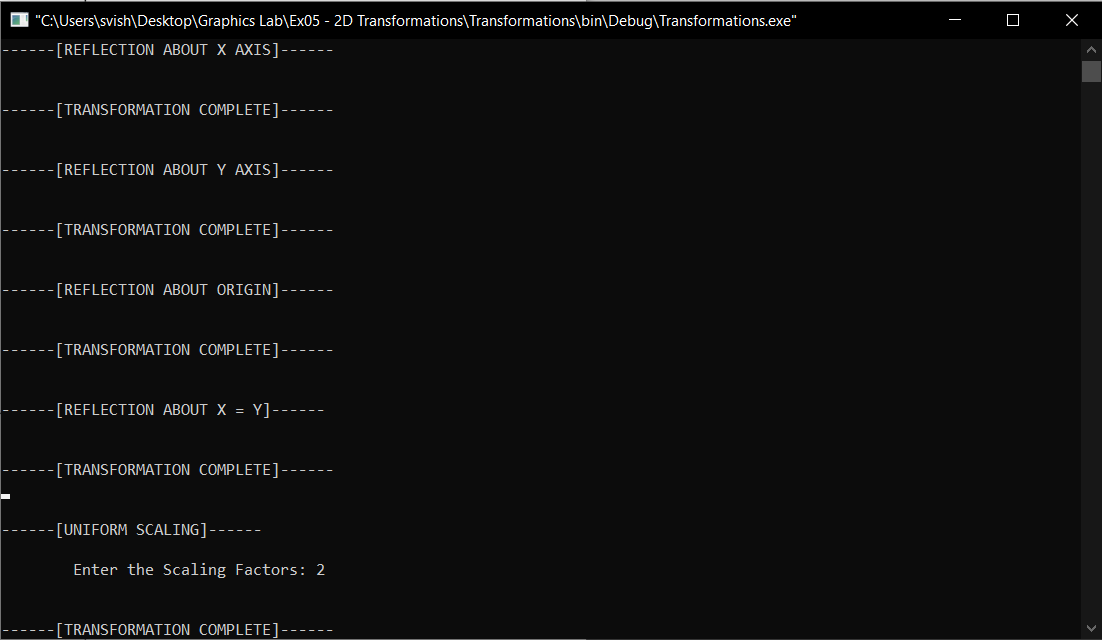 "C:\Users\svish\Desktop\Graphics Lab\Ex05 - 2D Transformations\Transformations\bin\Debug\Transformations.exe"
------[REFLECTION ABOUT X AXIS]------
------[TRANSFORMATION COMPLETE]------
------[REFLECTION ABOUT Y AXIS]------
------[TRANSFORMATION COMPLETE]------
------[REFLECTION ABOUT ORIGIN]------
------[TRANSFORMATION COMPLETE]------
------[REFLECTION ABOUT X = Y]------
------[TRANSFORMATION COMPLETE]------
------[UNIFORM SCALING]------
Enter the Scaling Factors: 2
------[TRANSFORMATION COMPLETE]------